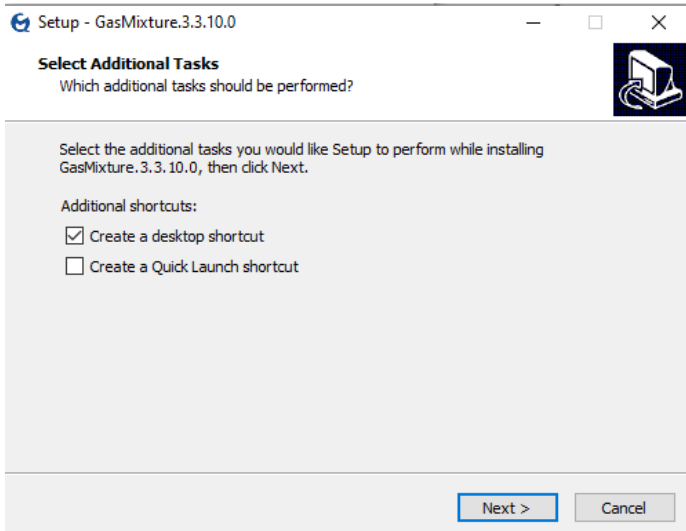 Setup - GasMixture.3.3.10.0
Select Additional Tasks
Which additional tasks should be performed?
Select the additional tasks you would like Setup to perform while installing
GasMixture.3.3.10.0, then click Next.
Additional shortcuts:
Create a desktop shortcut
Create a Quick Launch shortcut
Next >
Cancel